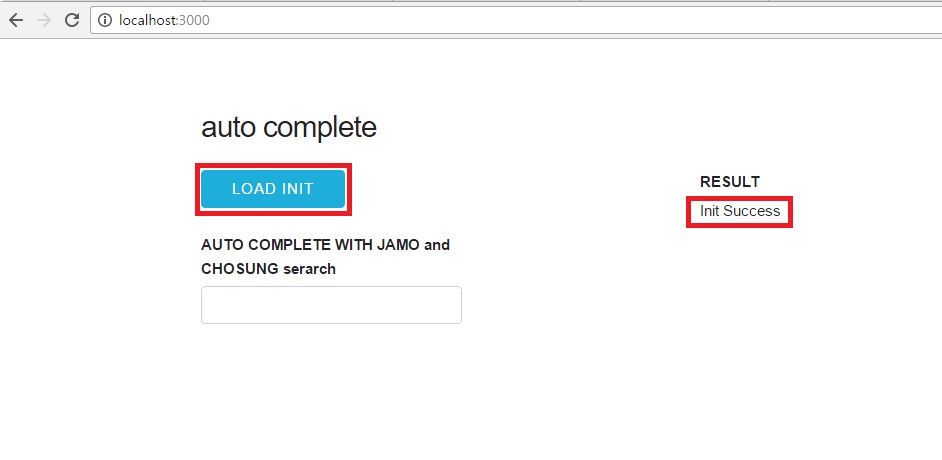 localhost:3000
auto complete
LOAD INIT
RESULT
Init Success
AUTO COMPLETE WITH JAMO and
CHOSUNG serarch